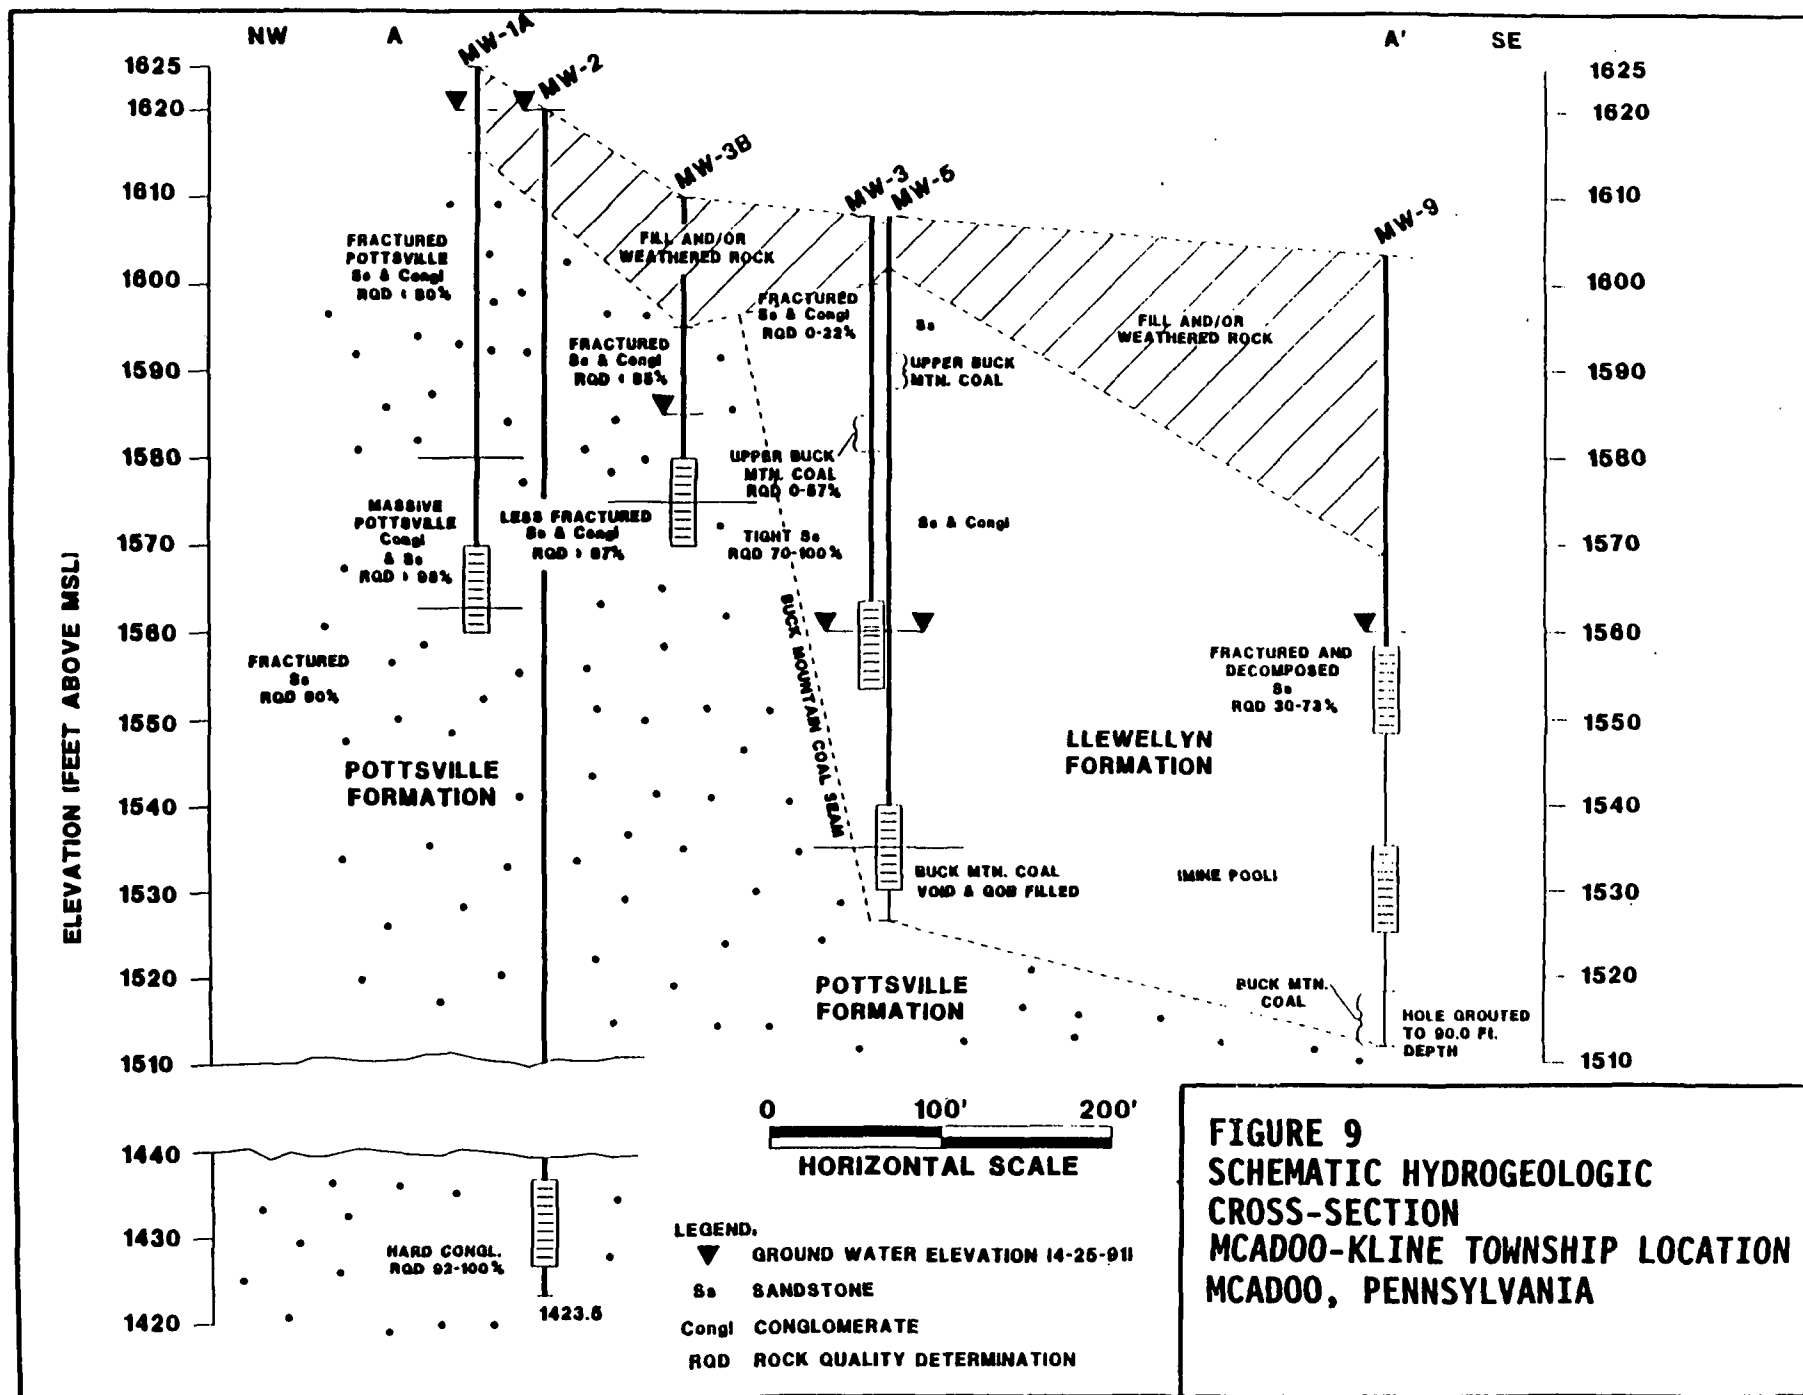 NW
A
MW-1A
MW-2
MW-3B
MW-3
MW-5
MW-9
A'
SE
ELEVATION (FEET ABOVE MSL)
1625
1620
1610
1600
1590
1580
1570
1560
1550
1540
1530
1520
1510
1440
1430
1420
1625
1620
1610
1600
1590
1580
1570
1560
1550
1540
1530
1520
1510
FRACTURED
POTTSVILLE
Ss & Congl
FILL AND/OR
WEATHERED ROCK
FRACTURED
Ss & Congl
FRACTURED
Ss & Congl
RQD 0-22%
Ss
UPPER BUCK
MTN. COAL
FILL AND/OR
WEATHERED ROCK
UPPER BUCK
MTN. COAL
RQD 0-57%
MASSIVE
POTTSVILLE
Congl
& Ss
LESS FRACTURED
Ss & Congl
TIGHT Ss
RQD 70-100%
Ss & Congl
BUCK MOUNTAIN COAL SEAM
FRACTURED
Ss
RQD 90%
FRACTURED AND
DECOMPOSED
Ss
RQD 30-73%
POTTSVILLE
FORMATION
LLEWELLYN
FORMATION
BUCK MTN. COAL
VOID & GOB FILLED
(MINE POOL)
POTTSVILLE
FORMATION
BUCK MTN.
COAL
HOLE GROUTED
TO 90.0 Ft.
DEPTH
HARD CONGL.
RQD 92-100%
1423.5
0 100' 200'
HORIZONTAL SCALE
LEGEND:
GROUND WATER ELEVATION (4-25-91)
Ss SANDSTONE
Congl CONGLOMERATE
RQD ROCK QUALITY DETERMINATION
FIGURE 9
SCHEMATIC HYDROGEOLOGIC
CROSS-SECTION
MCADOO-KLINE TOWNSHIP LOCATION
MCADOO, PENNSYLVANIA